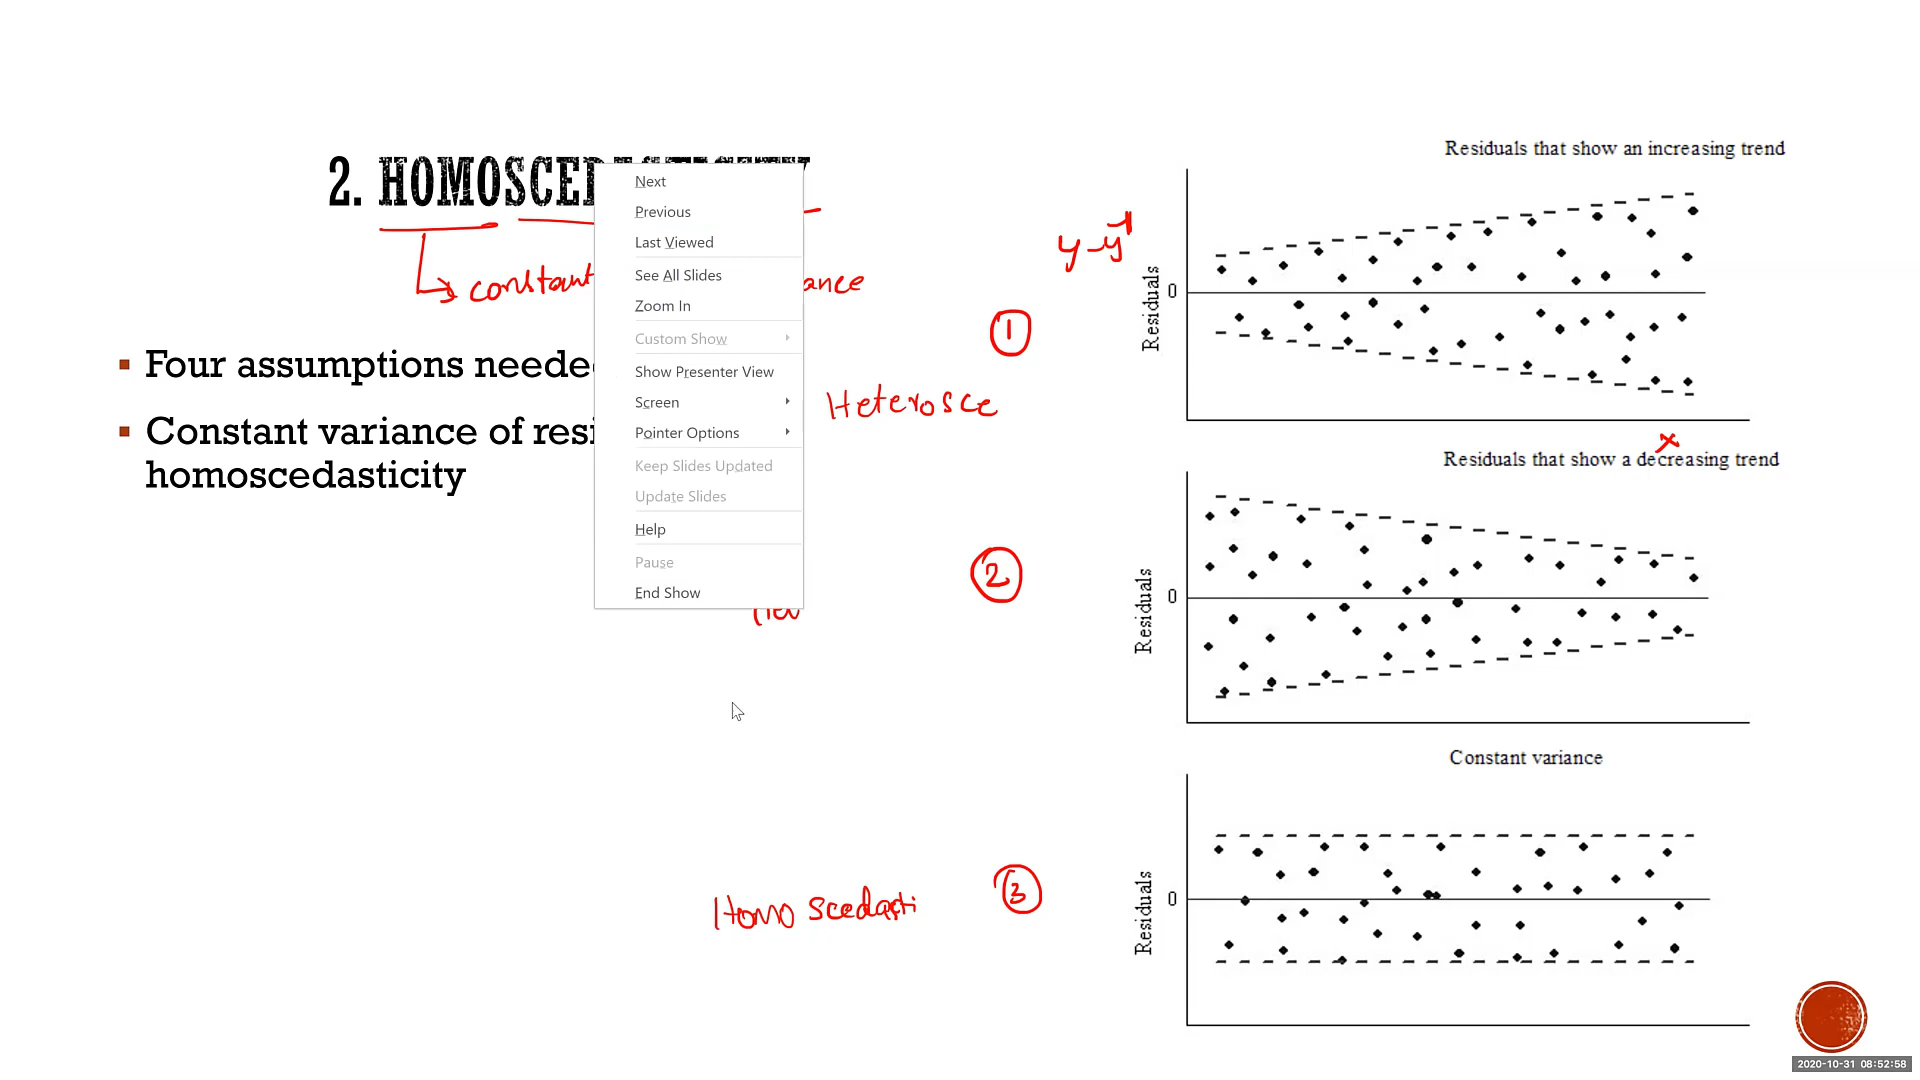 2. HOMOSCED
constant
ance
Four assumptions neede
Constant variance of resi
homoscedasticity
Next
Previous
Last Viewed
See All Slides
Zoom In
Custom Show
Show Presenter View
Screen
Pointer Options
Keep Slides Updated
Update Slides
Help
Pause
End Show
y-y
1
Heterosce
2
Homo scedasti
3
Residuals that show an increasing trend
Residuals
0
x
Residuals that show a decreasing trend
Residuals
0
Constant variance
Residuals
0
2020-10-31 08:52:58